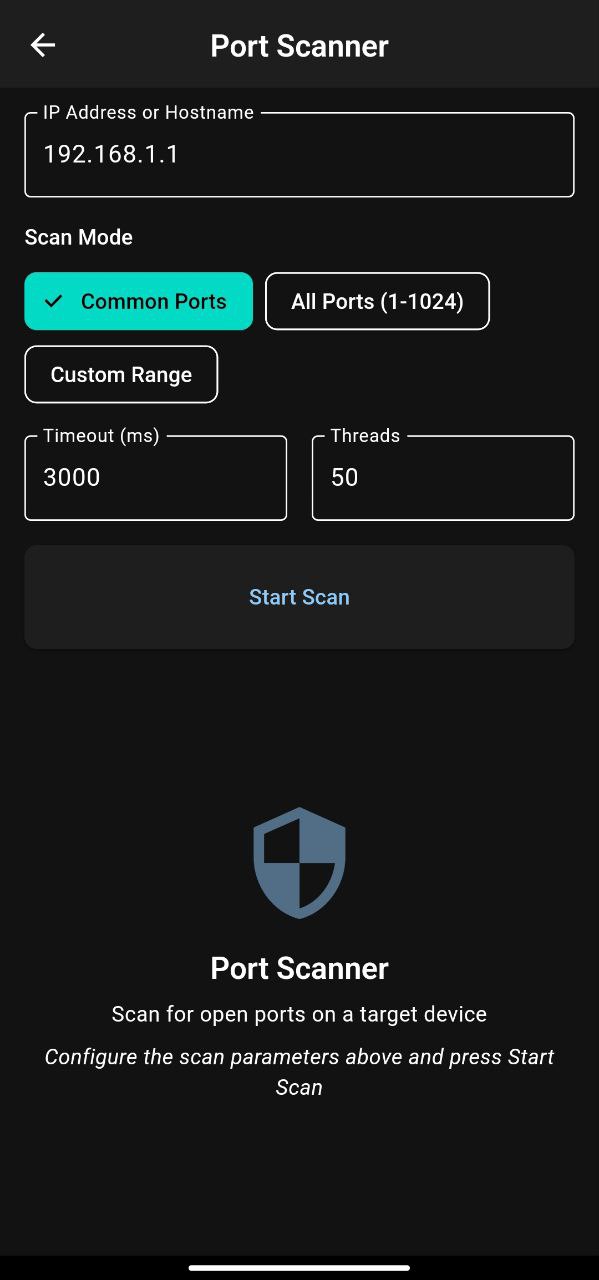 Port Scanner
IP Address or Hostname
192.168.1.1
Scan Mode
Common Ports
All Ports (1-1024)
Custom Range
Timeout (ms)
3000
Threads
50
Start Scan
Port Scanner
Scan for open ports on a target device
Configure the scan parameters above and press Start
Scan